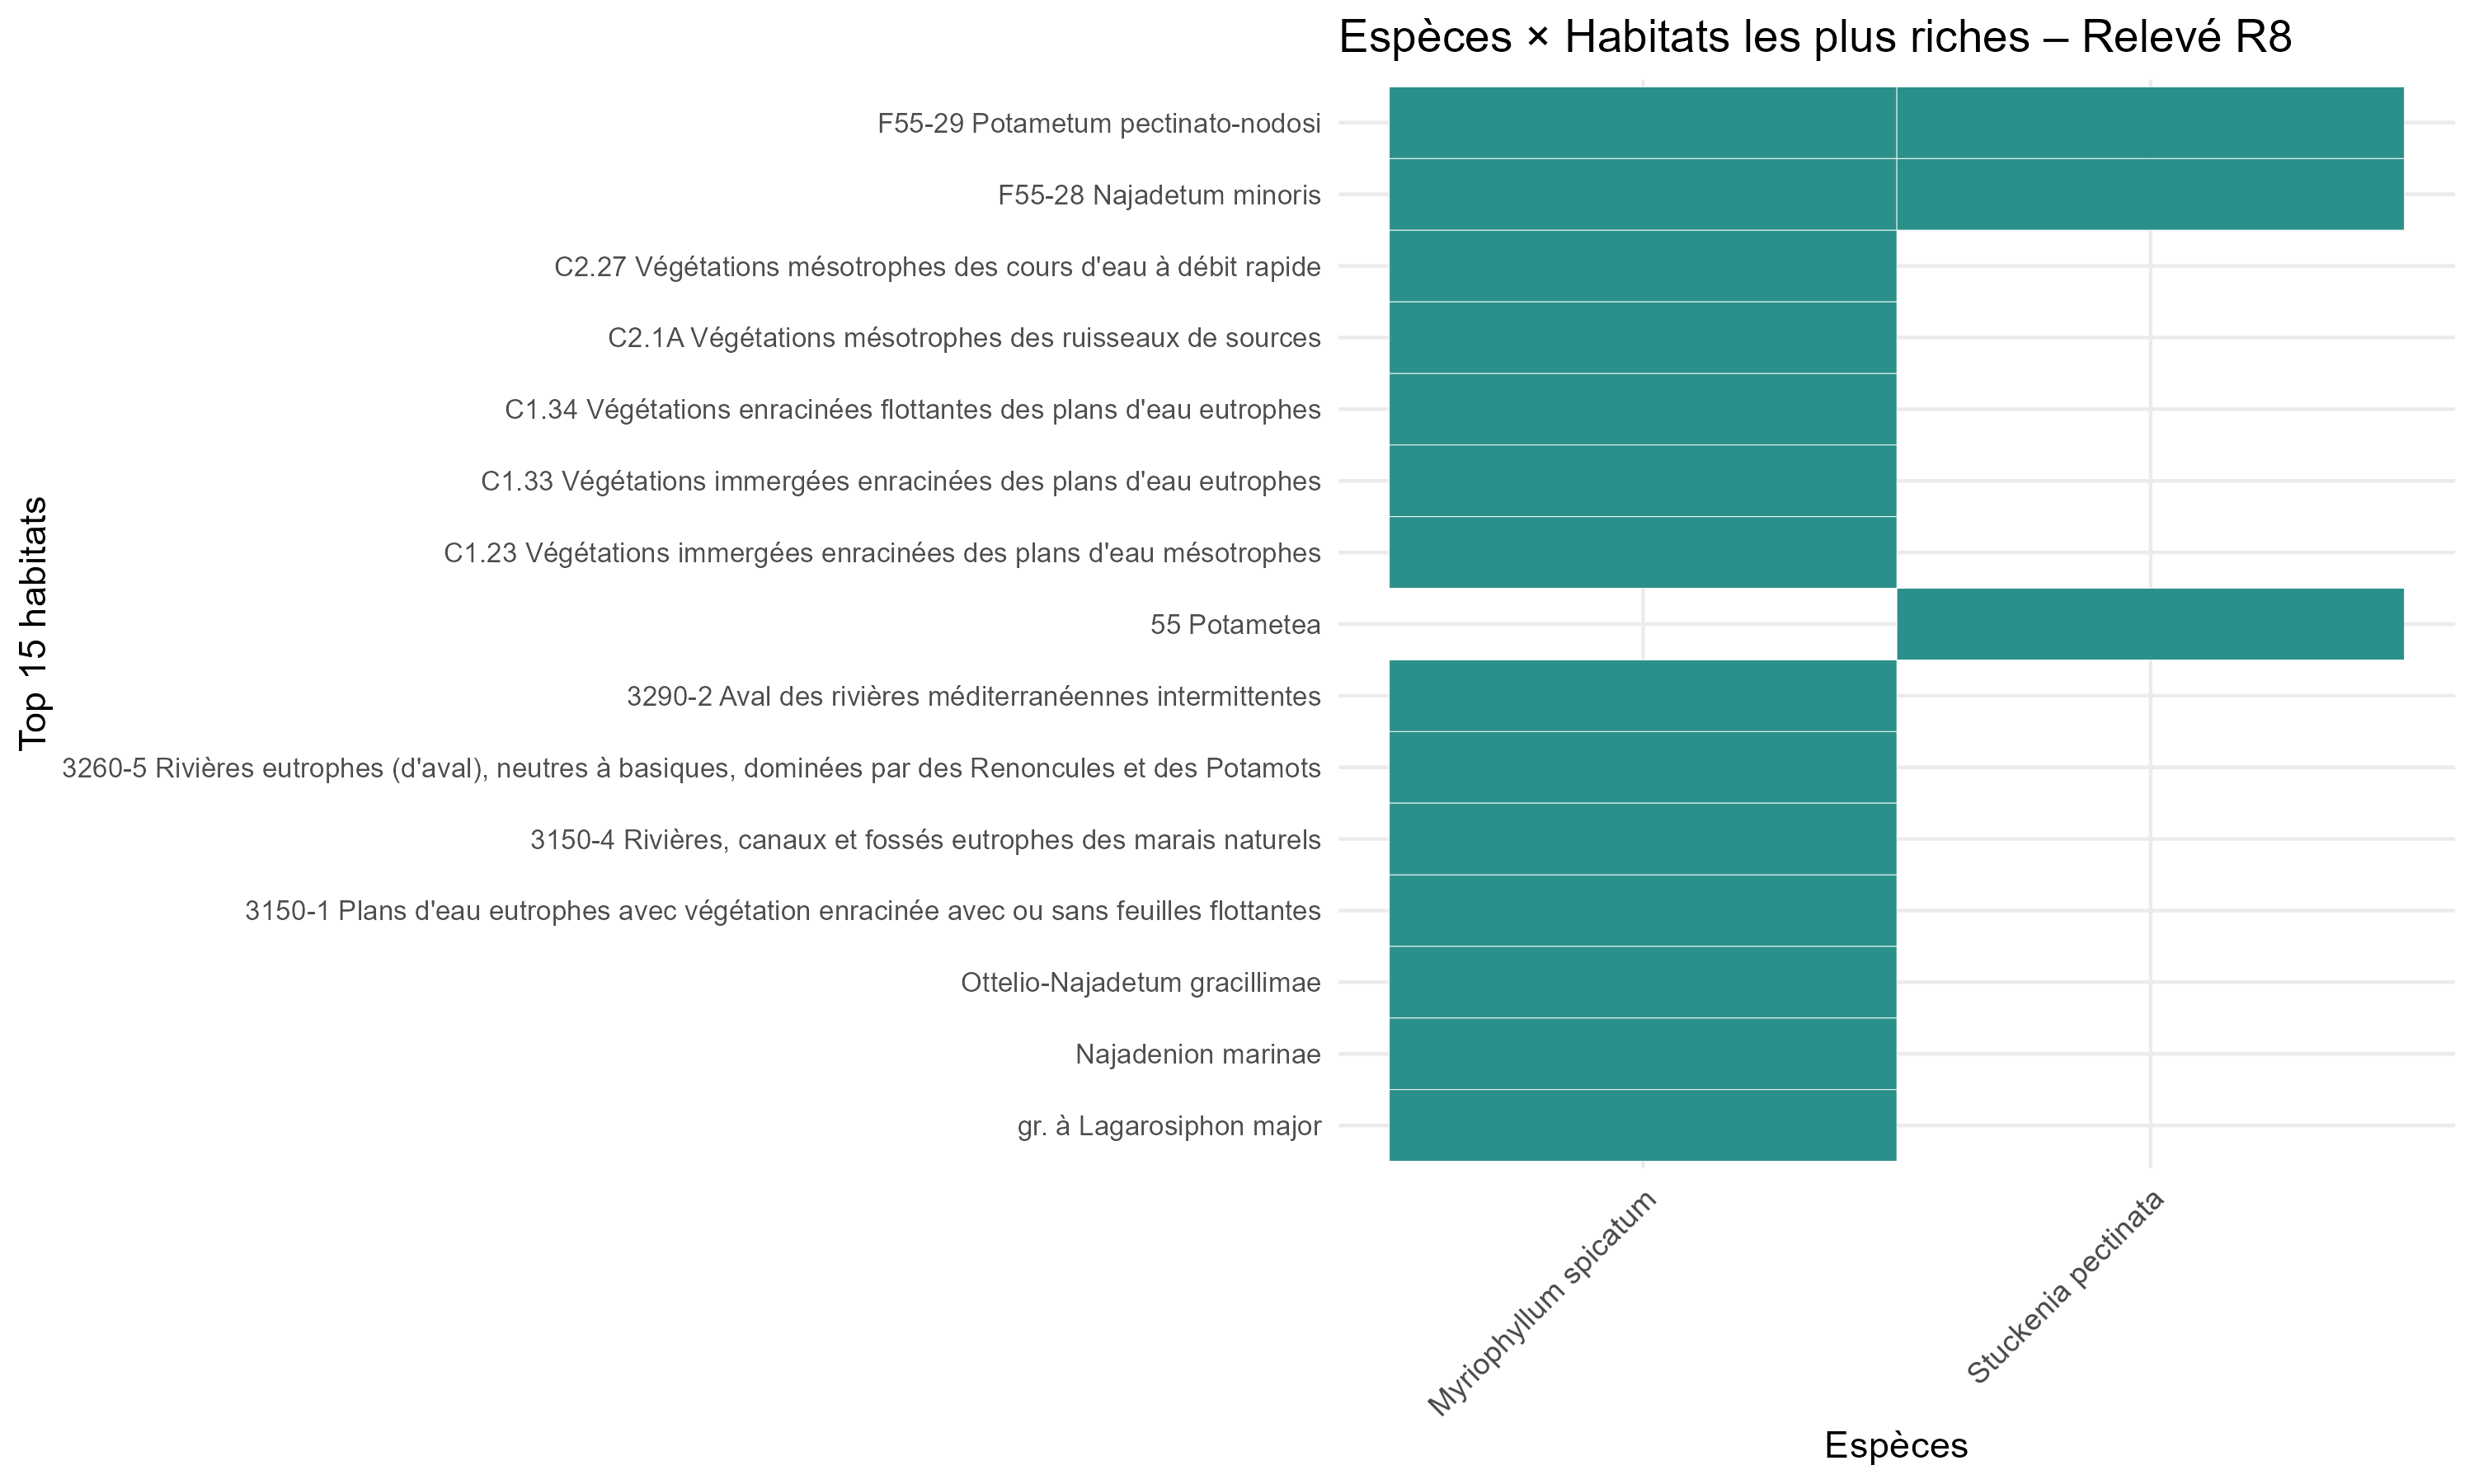 Espèces × Habitats les plus riches – Relevé R8
Top 15 habitats
F55-29 Potametum pectinato-nodosi
F55-28 Najadetum minoris
C2.27 Végétations mésotrophes des cours d'eau à débit rapide
C2.1A Végétations mésotrophes des ruisseaux de sources
C1.34 Végétations enracinées flottantes des plans d'eau eutrophes
C1.33 Végétations immergées enracinées des plans d'eau eutrophes
C1.23 Végétations immergées enracinées des plans d'eau mésotrophes
55 Potametea
3290-2 Aval des rivières méditerranéennes intermittentes
3260-5 Rivières eutrophes (d'aval), neutres à basiques, dominées par des Renoncules et des Potamots
3150-4 Rivières, canaux et fossés eutrophes des marais naturels
3150-1 Plans d'eau eutrophes avec végétation enracinée avec ou sans feuilles flottantes
Ottelio-Najadetum gracillimae
Najadenion marinae
gr. à Lagarosiphon major
Myriophyllum spicatum
Stuckenia pectinata
Espèces